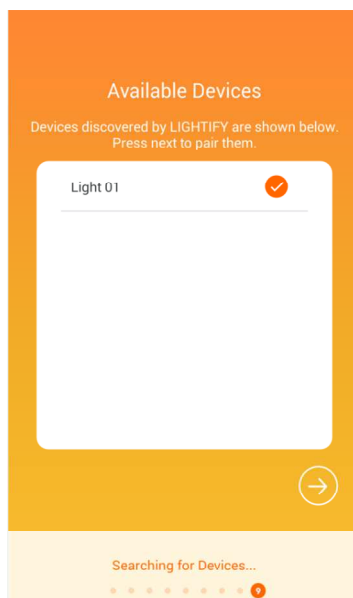 Available Devices
Devices discovered by LIGHTIFY are shown below.
Press next to pair them.
Light 01
Searching for Devices...
9